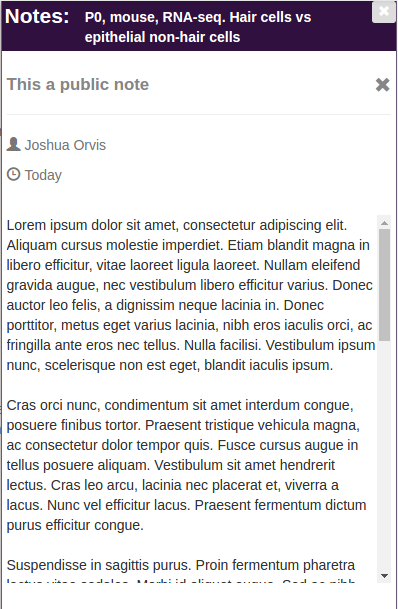 Notes: P0, mouse, RNA-seq. Hair cells vs
epithelial non-hair cells
This a public note
Joshua Orvis
Today
Lorem ipsum dolor sit amet, consectetur adipiscing elit.
Aliquam cursus molestie imperdiet. Etiam blandit magna in
libero efficitur, vitae laoreet ligula laoreet. Nullam eleifend
gravida augue, nec vestibulum libero efficitur varius. Donec
auctor leo felis, a dignissim neque lacinia in. Donec
porttitor, metus eget varius lacinia, nibh eros iaculis orci, ac
fringilla ante eros nec tellus. Nulla facilisi. Vestibulum ipsum
nunc, scelerisque non est eget, blandit iaculis ipsum.
Cras orci nunc, condimentum sit amet interdum congue,
posuere finibus tortor. Praesent tristique vehicula magna,
ac consectetur dolor tempor quis. Fusce cursus augue in
tellus posuere aliquam. Vestibulum sit amet hendrerit
lectus. Cras leo arcu, lacinia nec placerat et, viverra a
lacus. Nunc vel efficitur lacus. Praesent fermentum dictum
purus efficitur congue.
Suspendisse in sagittis purus. Proin fermentum pharetra